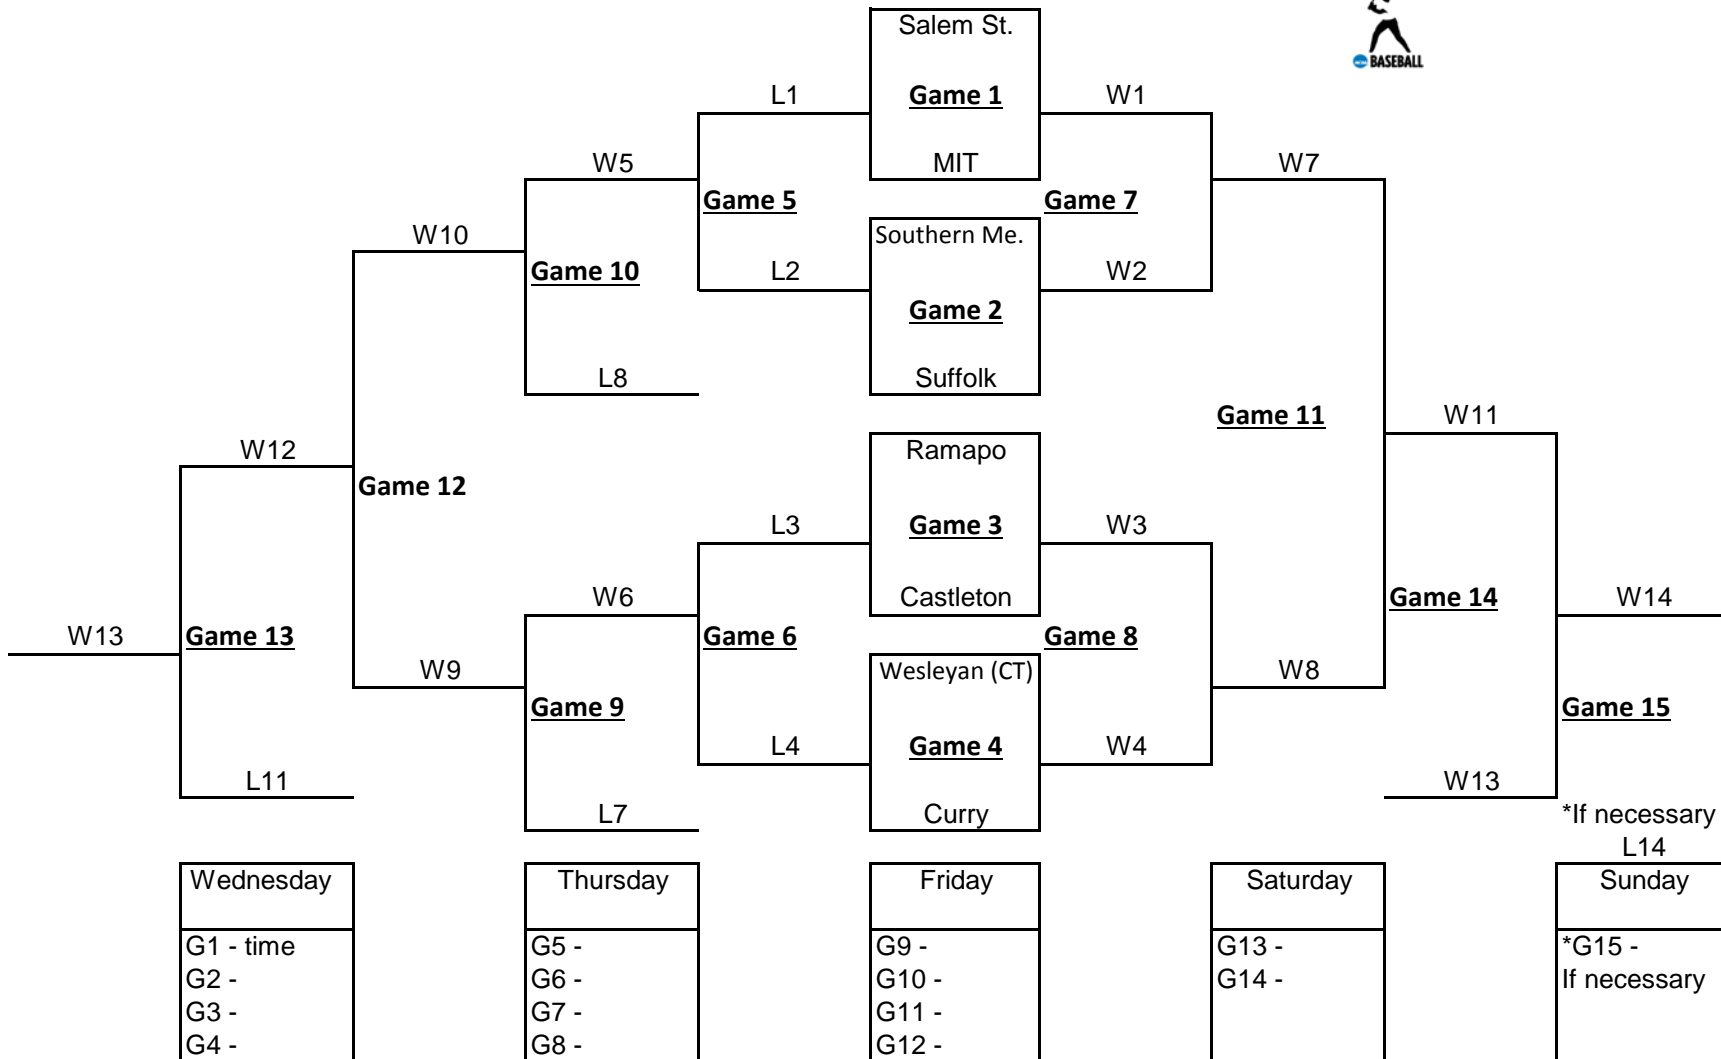 Salem St.
BASEBALL
L1 Game 1 W1
W5 MIT W7
Game 5 Game 7
W10 Southern Me.
Game 10 L2 W2
Game 2
L8 Suffolk
Game 11 W11
W12 Ramapo
Game 12
L3 Game 3 W3
W6 Castleton Game 14 W14
W13 Game 13 Game 6 Game 8
W9 Wesleyan (CT) W8
Game 9 Game 15
L4 Game 4 W4
L11 W13
L7 Curry *If necessary
L14
Wednesday Thursday Friday Saturday Sunday
G1 - time G5 - G9 - G13 - *G15 -
G2 - G6 - G10 - G14 - If necessary
G3 - G7 - G11 -
G4 - G8 - G12 -